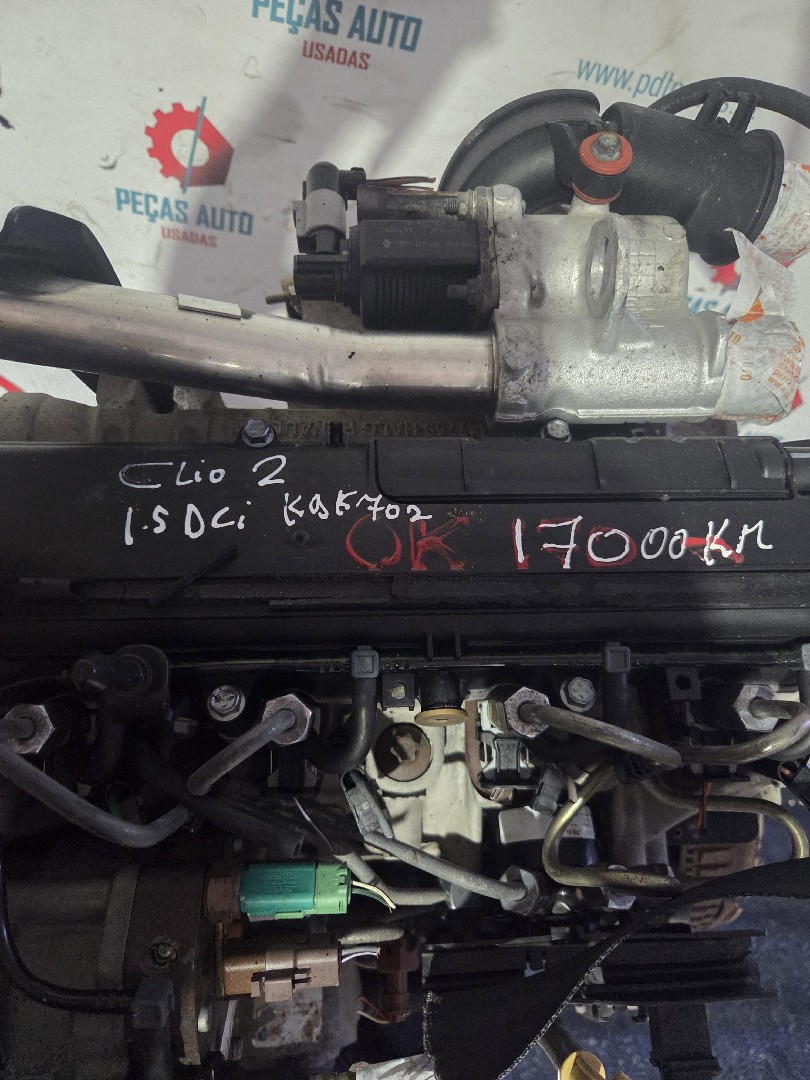 PEÇAS AUTO
USADAS
www.pdt
PEÇAS AUTO
USADAS
CLio 2
1.5 DCi K9K702
OK 17000KM